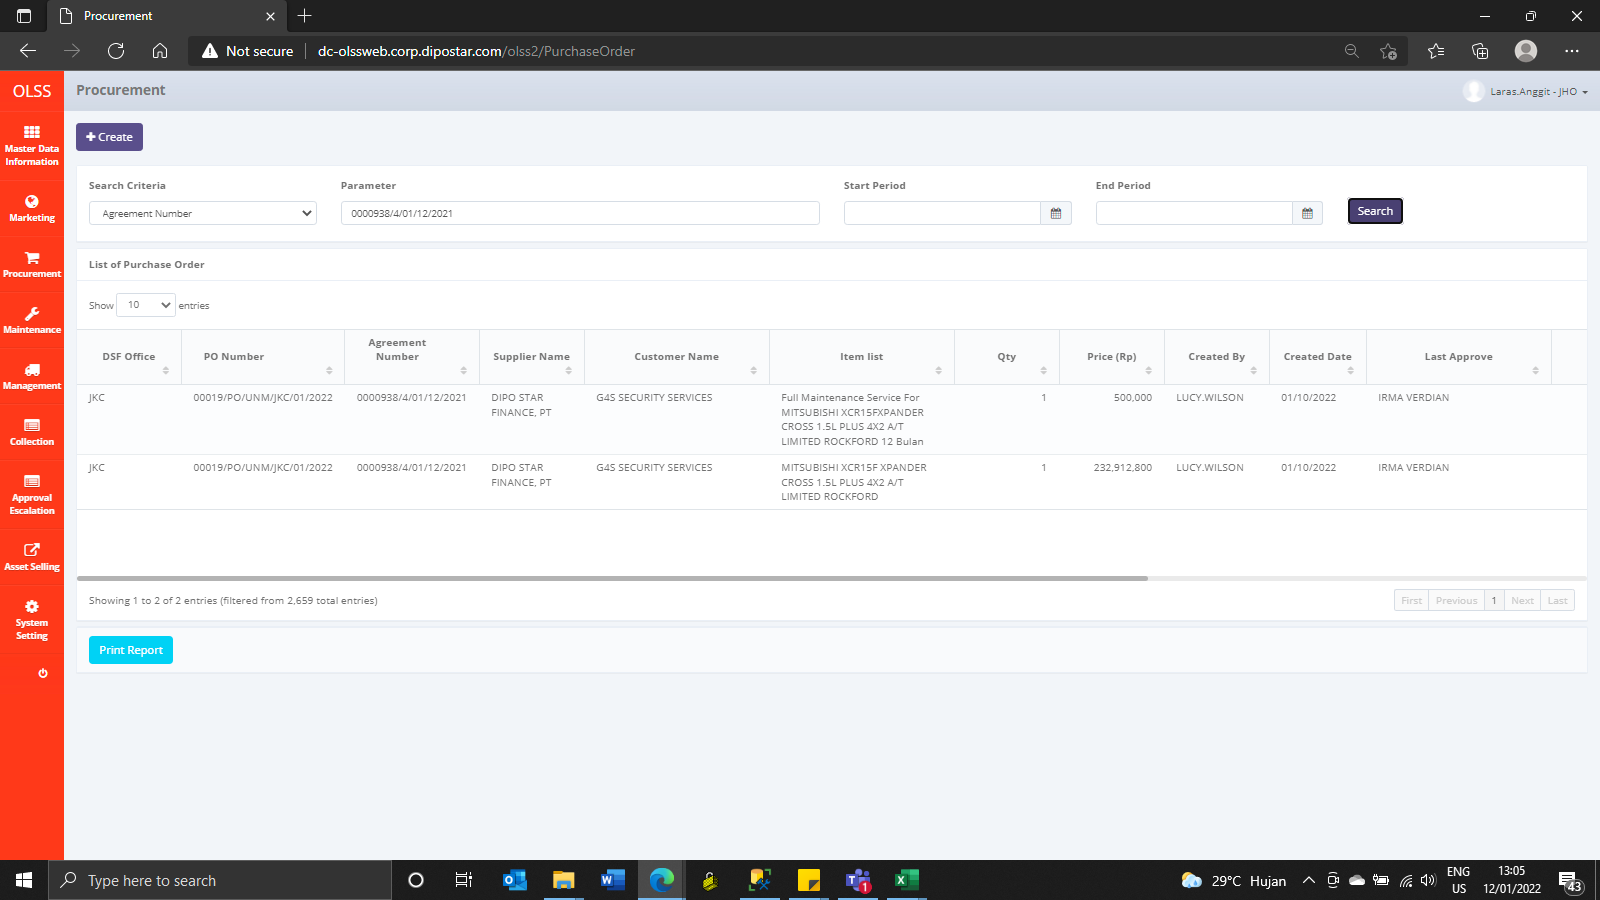 Procurement
Not secure
dc-olssweb.corp.dipostar.com/olss2/PurchaseOrder
OLSS
Procurement
Laras.Anggit - JHO
Master Data
Information
Marketing
Procurement
Maintenance
Management
Collection
Approval
Escalation
Asset Selling
System
Setting
+ Create
Search Criteria
Parameter
Start Period
End Period
Agreement Number
0000938/4/01/12/2021
Search
List of Purchase Order
Show 10 entries
DSF Office
PO Number
Agreement
Number
Supplier Name
Customer Name
Item list
Qty
Price (Rp)
Created By
Created Date
Last Approve
JKC
00019/PO/UNM/JKC/01/2022
0000938/4/01/12/2021
DIPO STAR
FINANCE, PT
G4S SECURITY SERVICES
Full Maintenance Service For
MITSUBISHI XCR15FXPANDER
CROSS 1.5L PLUS 4X2 A/T
LIMITED ROCKFORD 12 Bulan
1
500,000
LUCY.WILSON
01/10/2022
IRMA VERDIAN
JKC
00019/PO/UNM/JKC/01/2022
0000938/4/01/12/2021
DIPO STAR
FINANCE, PT
G4S SECURITY SERVICES
MITSUBISHI XCR15F XPANDER
CROSS 1.5L PLUS 4X2 A/T
LIMITED ROCKFORD
1
232,912,800
LUCY.WILSON
01/10/2022
IRMA VERDIAN
Showing 1 to 2 of 2 entries (filtered from 2,659 total entries)
First Previous 1 Next Last
Print Report
Type here to search
1
29°C Hujan
ENG
US
13:05
12/01/2022
43